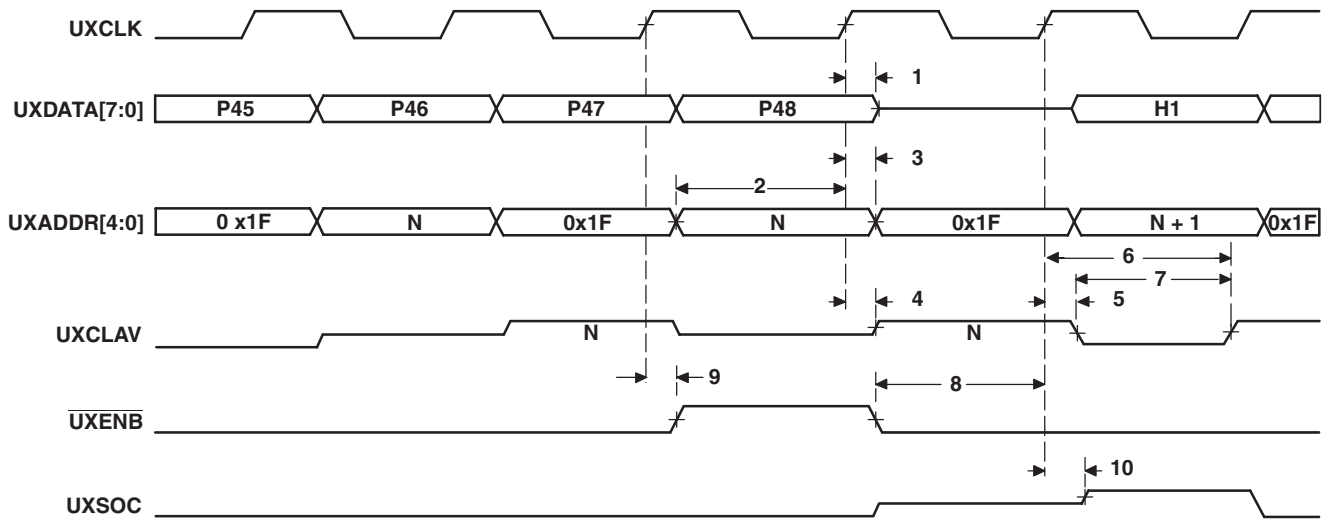 UXCLK
1
UXDATA[7:0] P45 P46 P47 P48 H1
3
2
UXADDR[4:0] 0 x1F N 0x1F N 0x1F N + 1 0x1F
6
7
4 5
UXCLAV N N
9 8
UXENB
10
UXSOC